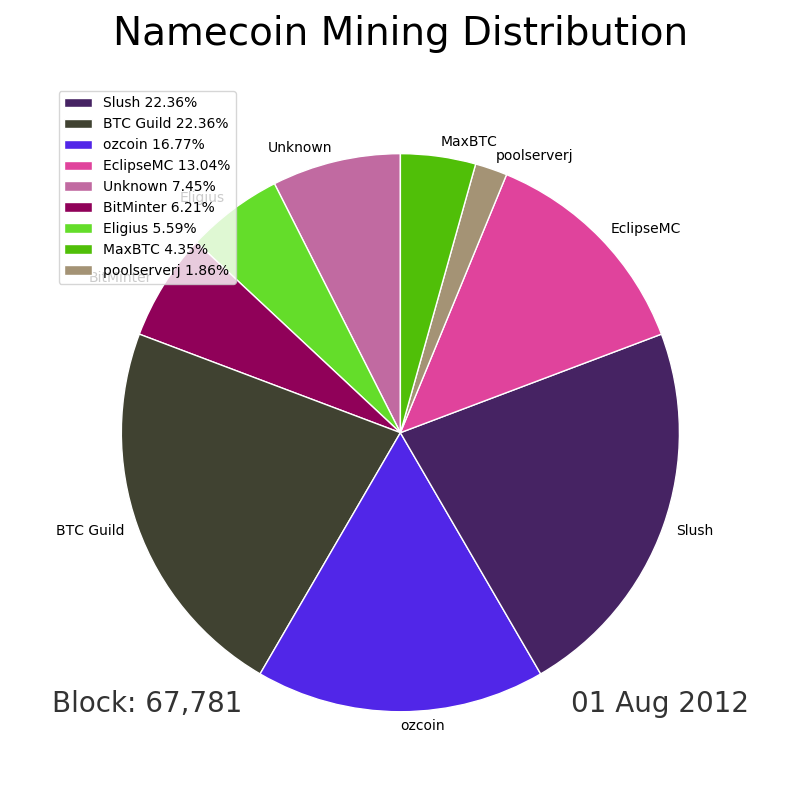 Namecoin Mining Distribution
Slush 22.36%
BTC Guild 22.36%
ozcoin 16.77%
EclipseMC 13.04%
Unknown 7.45%
BitMinter 6.21%
Eligius 5.59%
MaxBTC 4.35%
poolserverj 1.86%
MaxBTC
poolserverj
Unknown
Eligius
EclipseMC
BitMinter
BTC Guild
Slush
ozcoin
Block: 67,781
01 Aug 2012